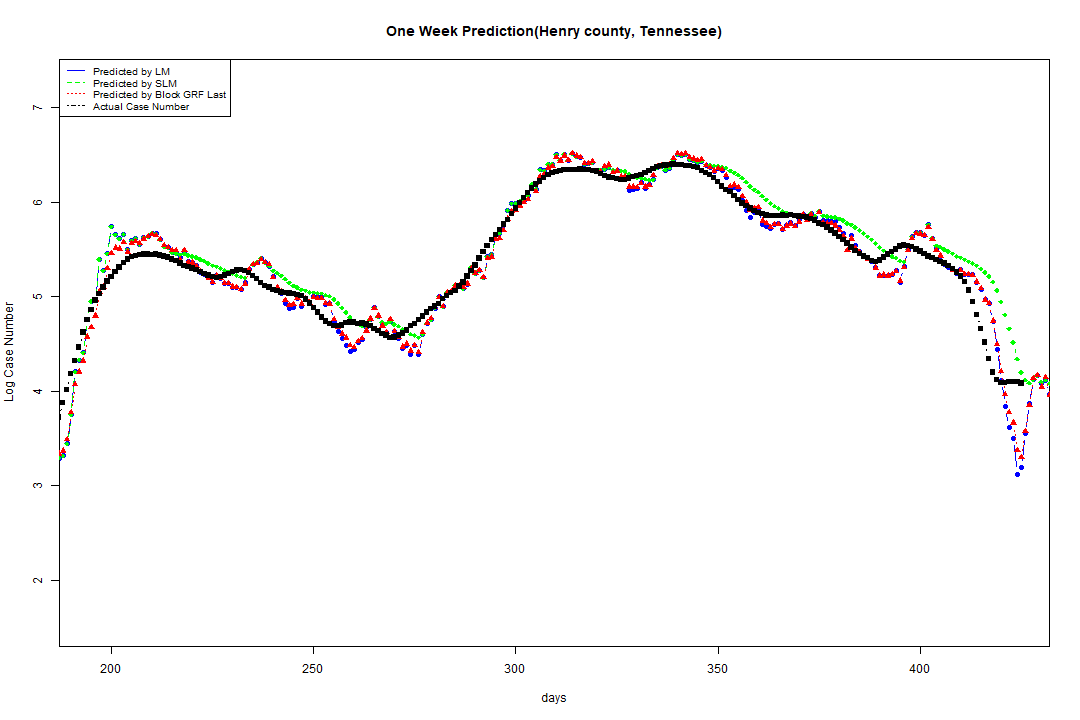 One Week Prediction(Henry county, Tennessee)
Predicted by LM
Predicted by SLM
Predicted by Block GRF Last
Actual Case Number
7
6
5
4
3
2
Log Case Number
200 250 300 350 400
days